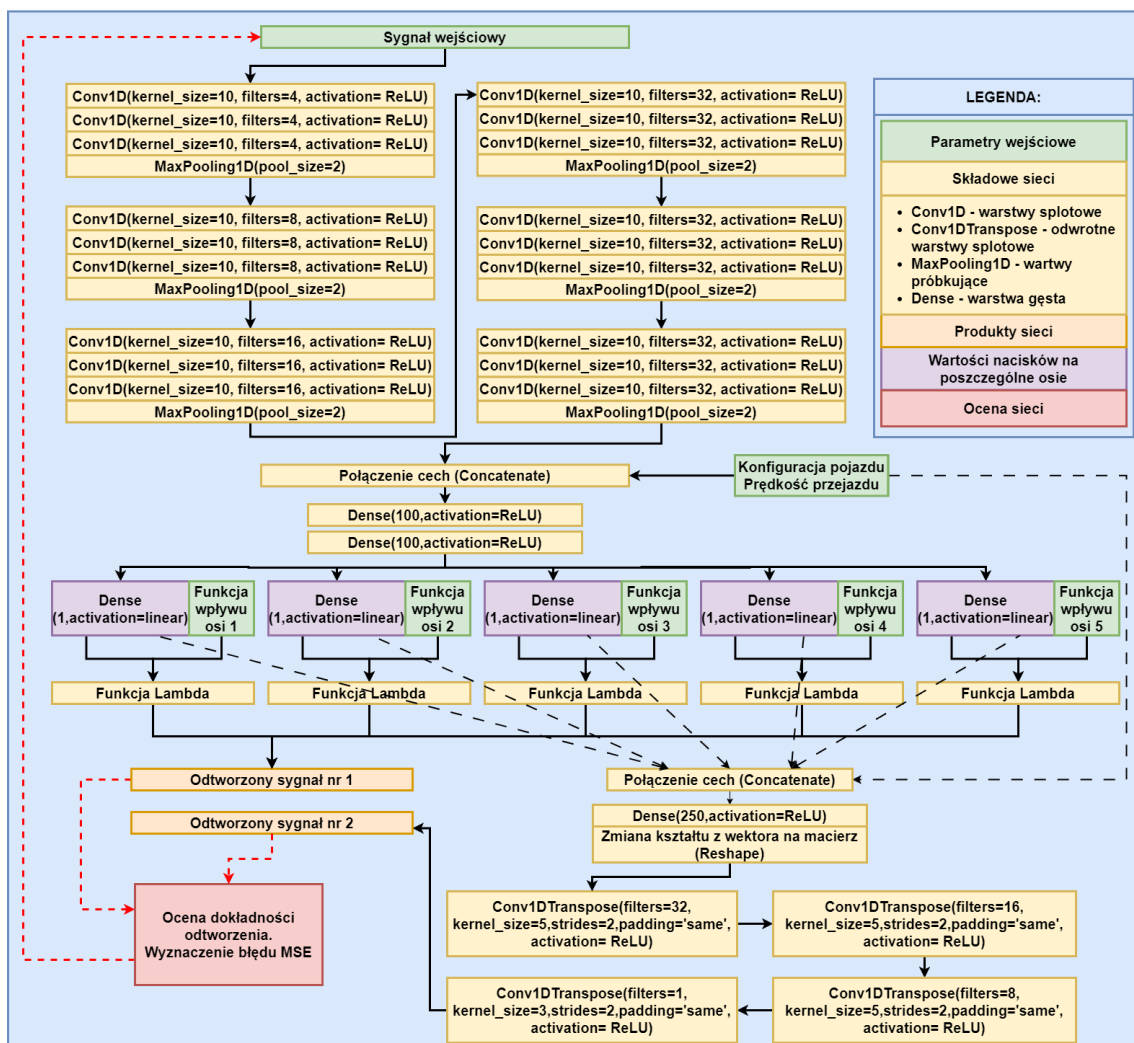 Sygnał wejściowy
Conv1D(kernel_size=10, filters=4, activation= ReLU)
Conv1D(kernel_size=10, filters=4, activation= ReLU)
Conv1D(kernel_size=10, filters=4, activation= ReLU)
MaxPooling1D(pool_size=2)
Conv1D(kernel_size=10, filters=8, activation= ReLU)
Conv1D(kernel_size=10, filters=8, activation= ReLU)
Conv1D(kernel_size=10, filters=8, activation= ReLU)
MaxPooling1D(pool_size=2)
Conv1D(kernel_size=10, filters=16, activation= ReLU)
Conv1D(kernel_size=10, filters=16, activation= ReLU)
Conv1D(kernel_size=10, filters=16, activation= ReLU)
MaxPooling1D(pool_size=2)
Conv1D(kernel_size=10, filters=32, activation= ReLU)
Conv1D(kernel_size=10, filters=32, activation= ReLU)
Conv1D(kernel_size=10, filters=32, activation= ReLU)
MaxPooling1D(pool_size=2)
Conv1D(kernel_size=10, filters=32, activation= ReLU)
Conv1D(kernel_size=10, filters=32, activation= ReLU)
Conv1D(kernel_size=10, filters=32, activation= ReLU)
MaxPooling1D(pool_size=2)
Conv1D(kernel_size=10, filters=32, activation= ReLU)
Conv1D(kernel_size=10, filters=32, activation= ReLU)
Conv1D(kernel_size=10, filters=32, activation= ReLU)
MaxPooling1D(pool_size=2)
LEGENDA:
Parametry wejściowe
Składowe sieci
• Conv1D - warstwy splotowe
• Conv1DTranspose - odwrotne
warstwy splotowe
• MaxPooling1D - wartwy
próbkujące
• Dense - warstwa gęsta
Produkty sieci
Wartości nacisków na
poszczególne osie
Ocena sieci
Połączenie cech (Concatenate)
Konfiguracja pojazdu
Prędkość przejazdu
Dense(100,activation=ReLU)
Dense(100,activation=ReLU)
Dense
(1,activation=linear)
Funkcja
wpływu
osi 1
Dense
(1,activation=linear)
Funkcja
wpływu
osi 2
Dense
(1,activation=linear)
Funkcja
wpływu
osi 3
Dense
(1,activation=linear)
Funkcja
wpływu
osi 4
Dense
(1,activation=linear)
Funkcja
wpływu
osi 5
Funkcja Lambda
Funkcja Lambda
Funkcja Lambda
Funkcja Lambda
Funkcja Lambda
Odtworzony sygnał nr 1
Połączenie cech (Concatenate)
Odtworzony sygnał nr 2
Dense(250,activation=ReLU)
Zmiana kształtu z wektora na macierz
(Reshape)
Ocena dokładności
odtworzenia.
Wyznaczenie błędu MSE
Conv1DTranspose(filters=32,
kernel_size=5,strides=2,padding='same',
activation= ReLU)
Conv1DTranspose(filters=16,
kernel_size=5,strides=2,padding='same',
activation= ReLU)
Conv1DTranspose(filters=1,
kernel_size=3,strides=2,padding='same',
activation= ReLU)
Conv1DTranspose(filters=8,
kernel_size=5,strides=2,padding='same',
activation= ReLU)